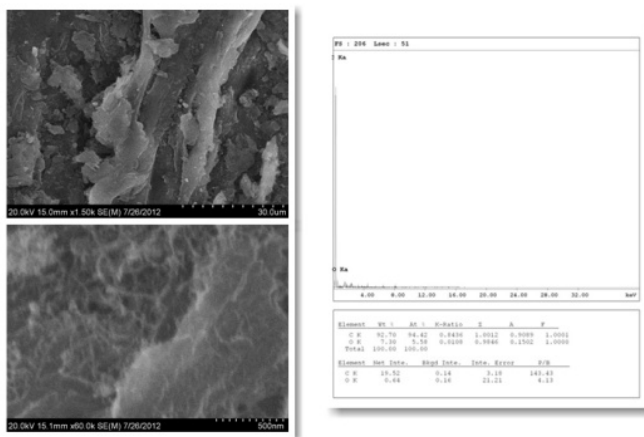 20.0kV 15.0mm x1.50k SE(M) 7/26/2012 30.0um
20.0kV 15.1mm x60.0k SE(M) 7/26/2012 500nm
FS : 206 Lsec : 51
Ka
O Ka
4.00 8.00 12.00 16.00 20.00 24.00 28.00 32.00 keV
Element Wt % At % K-Ratio Z A F
C K 92.70 94.42 0.8436 1.0012 0.9089 1.0001
O K 7.30 5.58 0.0108 0.9846 0.1502 1.0000
Total 100.00 100.00
Element Net Inte. Bkgd Inte. Inte. Error P/B
C K 19.52 0.14 3.18 143.43
O K 0.64 0.16 21.21 4.13